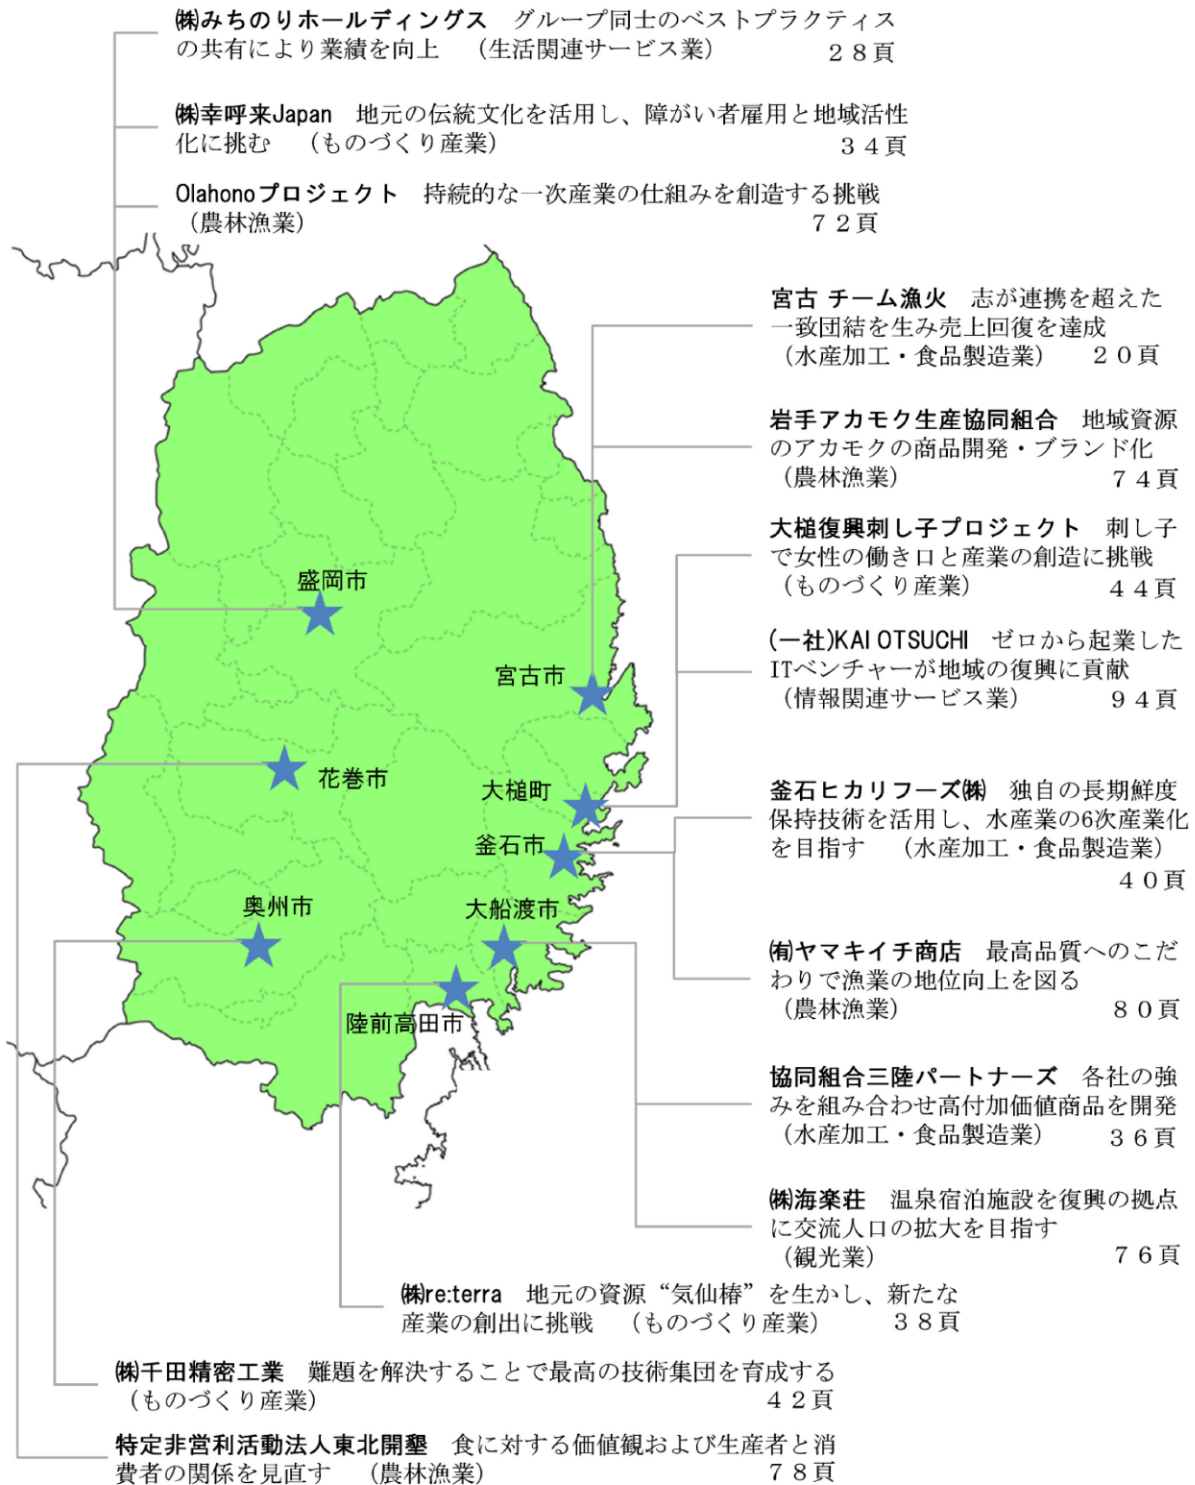 ㈱みちのりホールディングス　グループ同士のベストプラクティス
の共有により業績を向上　（生活関連サービス業）　２８頁
㈱幸呼来Japan　地元の伝統文化を活用し、障がい者雇用と地域活性
化に挑む　（ものづくり産業）　３４頁
Olahonoプロジェクト　持続的な一次産業の仕組みを創造する挑戦
（農林漁業）　７２頁
宮古 チーム漁火　志が連携を超えた
一致団結を生み売上回復を達成
（水産加工・食品製造業）　２０頁
岩手アカモク生産協同組合　地域資源
のアカモクの商品開発・ブランド化
（農林漁業）　７４頁
大槌復興刺し子プロジェクト　刺し子
で女性の働き口と産業の創造に挑戦
（ものづくり産業）　４４頁
(一社)KAI OTSUCHI　ゼロから起業した
ITベンチャーが地域の復興に貢献
（情報関連サービス業）　９４頁
釜石ヒカリフーズ㈱　独自の長期鮮度
保持技術を活用し、水産業の6次産業化
を目指す　（水産加工・食品製造業）
４０頁
㈲ヤマキイチ商店　最高品質へのこだ
わりで漁業の地位向上を図る
（農林漁業）　８０頁
協同組合三陸パートナーズ　各社の強
みを組み合わせ高付加価値商品を開発
（水産加工・食品製造業）　３６頁
㈱海楽荘　温泉宿泊施設を復興の拠点
に交流人口の拡大を目指す
（観光業）　７６頁
盛岡市
宮古市
花巻市
大槌町
釜石市
奥州市
大船渡市
陸前高田市
㈱re:terra　地元の資源“気仙椿”を生かし、新たな
産業の創出に挑戦　（ものづくり産業）　３８頁
㈱千田精密工業　難題を解決することで最高の技術集団を育成する
（ものづくり産業）　４２頁
特定非営利活動法人東北開墾　食に対する価値観および生産者と消
費者の関係を見直す　（農林漁業）　７８頁